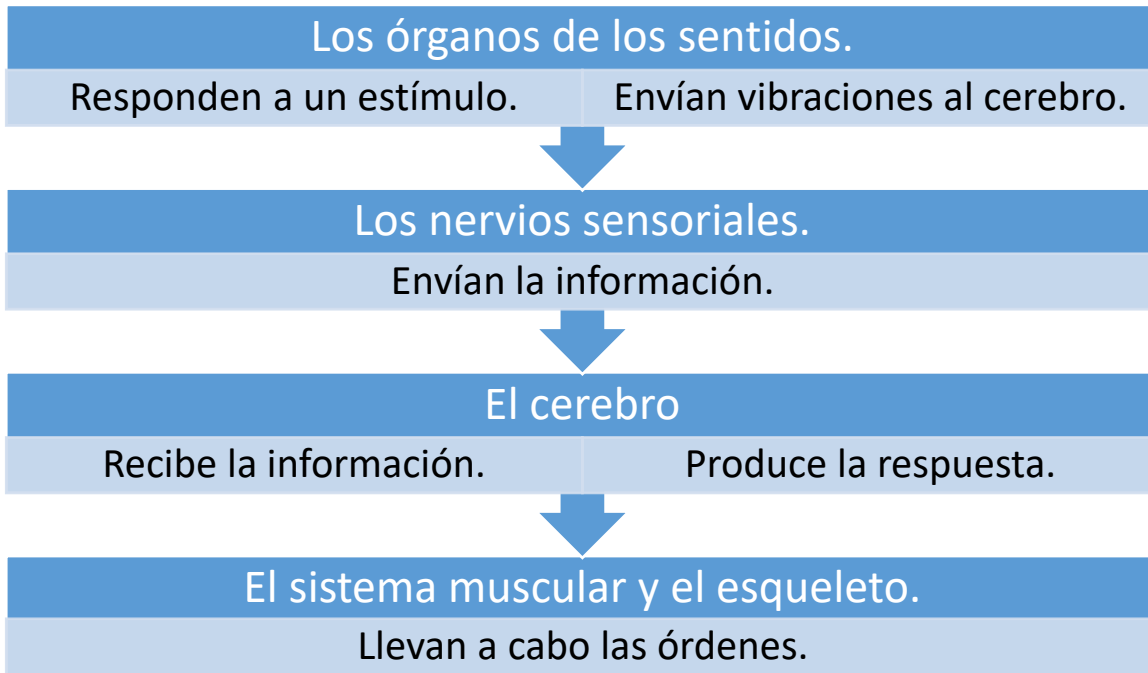 Los órganos de los sentidos.
Responden a un estímulo.
Envían vibraciones al cerebro.
Los nervios sensoriales.
Envían la información.
El cerebro
Recibe la información.
Produce la respuesta.
El sistema muscular y el esqueleto.
Llevan a cabo las órdenes.